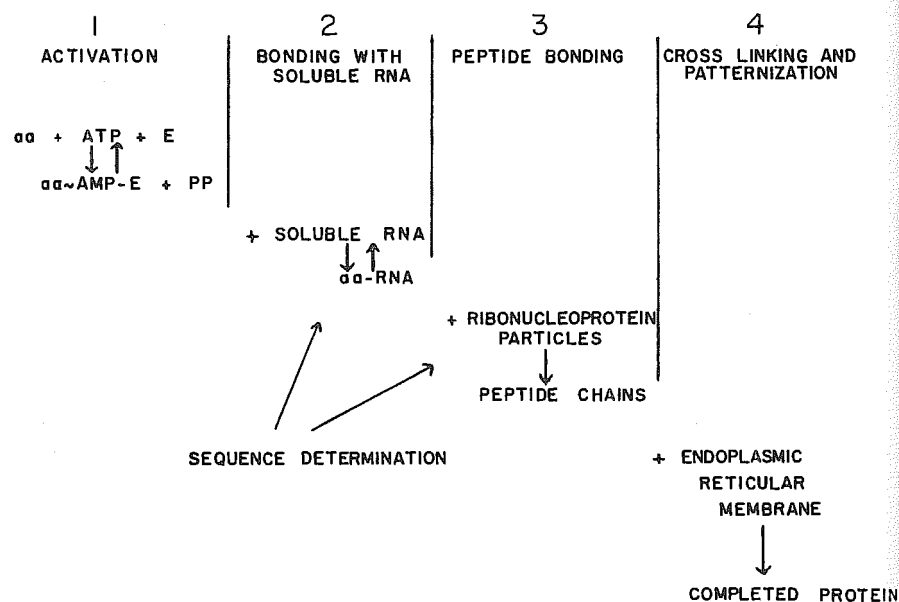 1
ACTIVATION
aa + ATP + E
aa~AMP-E + PP
2
BONDING WITH
SOLUBLE RNA
+ SOLUBLE RNA
aa-RNA
3
PEPTIDE BONDING
+ RIBONUCLEOPROTEIN
PARTICLES
PEPTIDE CHAINS
SEQUENCE DETERMINATION
4
CROSS LINKING AND
PATTERNIZATION
+ ENDOPLASMIC
RETICULAR
MEMBRANE
COMPLETED PROTEIN